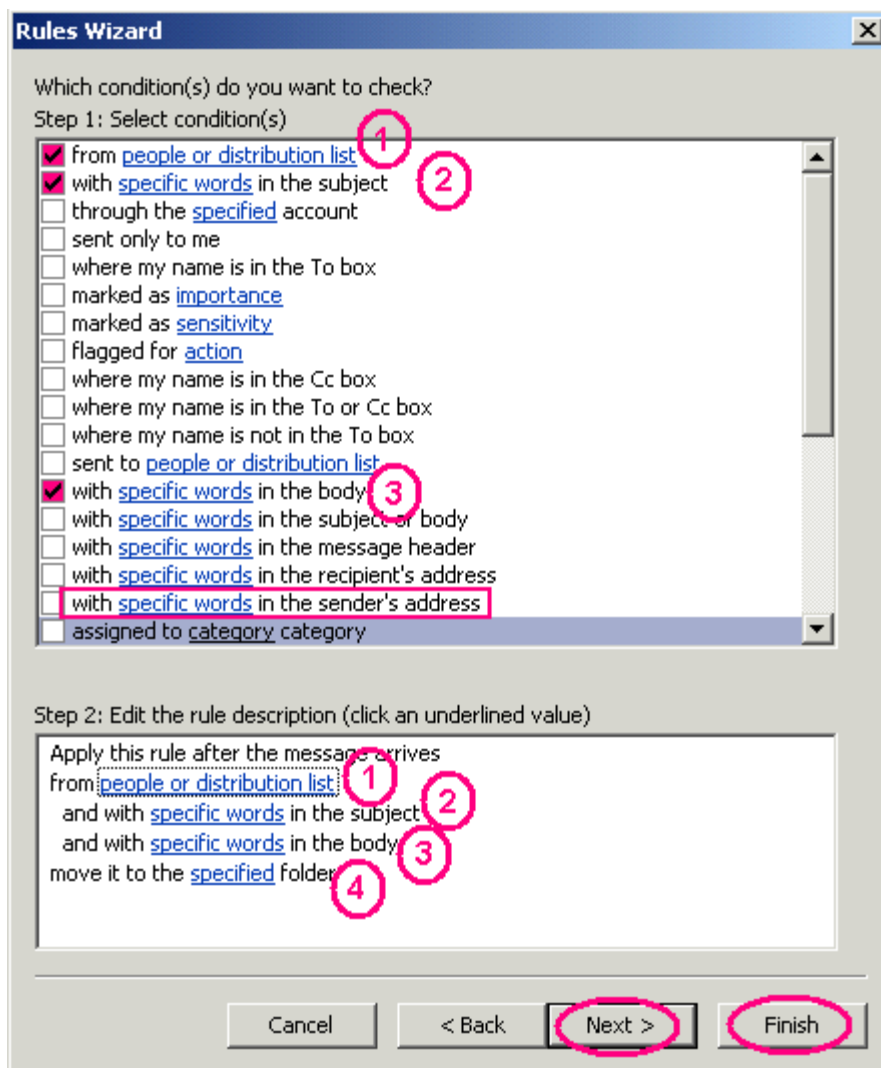 Rules Wizard
Which condition(s) do you want to check?
Step 1: Select condition(s)
from people or distribution list 1
with specific words in the subject 2
through the specified account
sent only to me
where my name is in the To box
marked as importance
marked as sensitivity
flagged for action
where my name is in the Cc box
where my name is in the To or Cc box
where my name is not in the To box
sent to people or distribution list
with specific words in the body 3
with specific words in the subject or body
with specific words in the message header
with specific words in the recipient's address
with specific words in the sender's address
assigned to category category
Step 2: Edit the rule description (click an underlined value)
Apply this rule after the message arrives
from people or distribution list 1
and with specific words in the subject 2
and with specific words in the body 3
move it to the specified folder 4
Cancel < Back Next > Finish